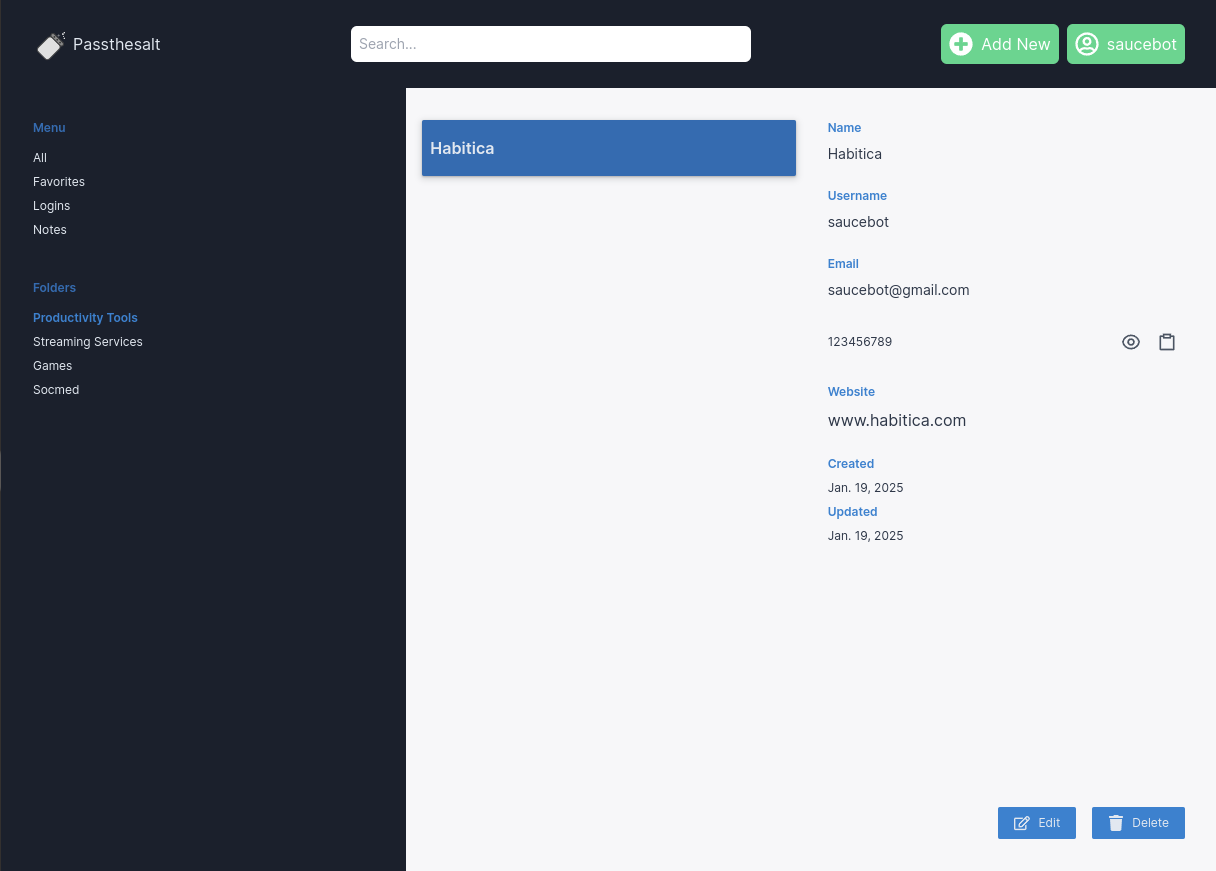 Passthesalt
Search...
Add New
saucebot
Menu
All
Favorites
Logins
Notes
Folders
Productivity Tools
Streaming Services
Games
Socmed
Habitica
Name
Habitica
Username
saucebot
Email
saucebot@gmail.com
123456789
Website
www.habitica.com
Created
Jan. 19, 2025
Updated
Jan. 19, 2025
Edit
Delete